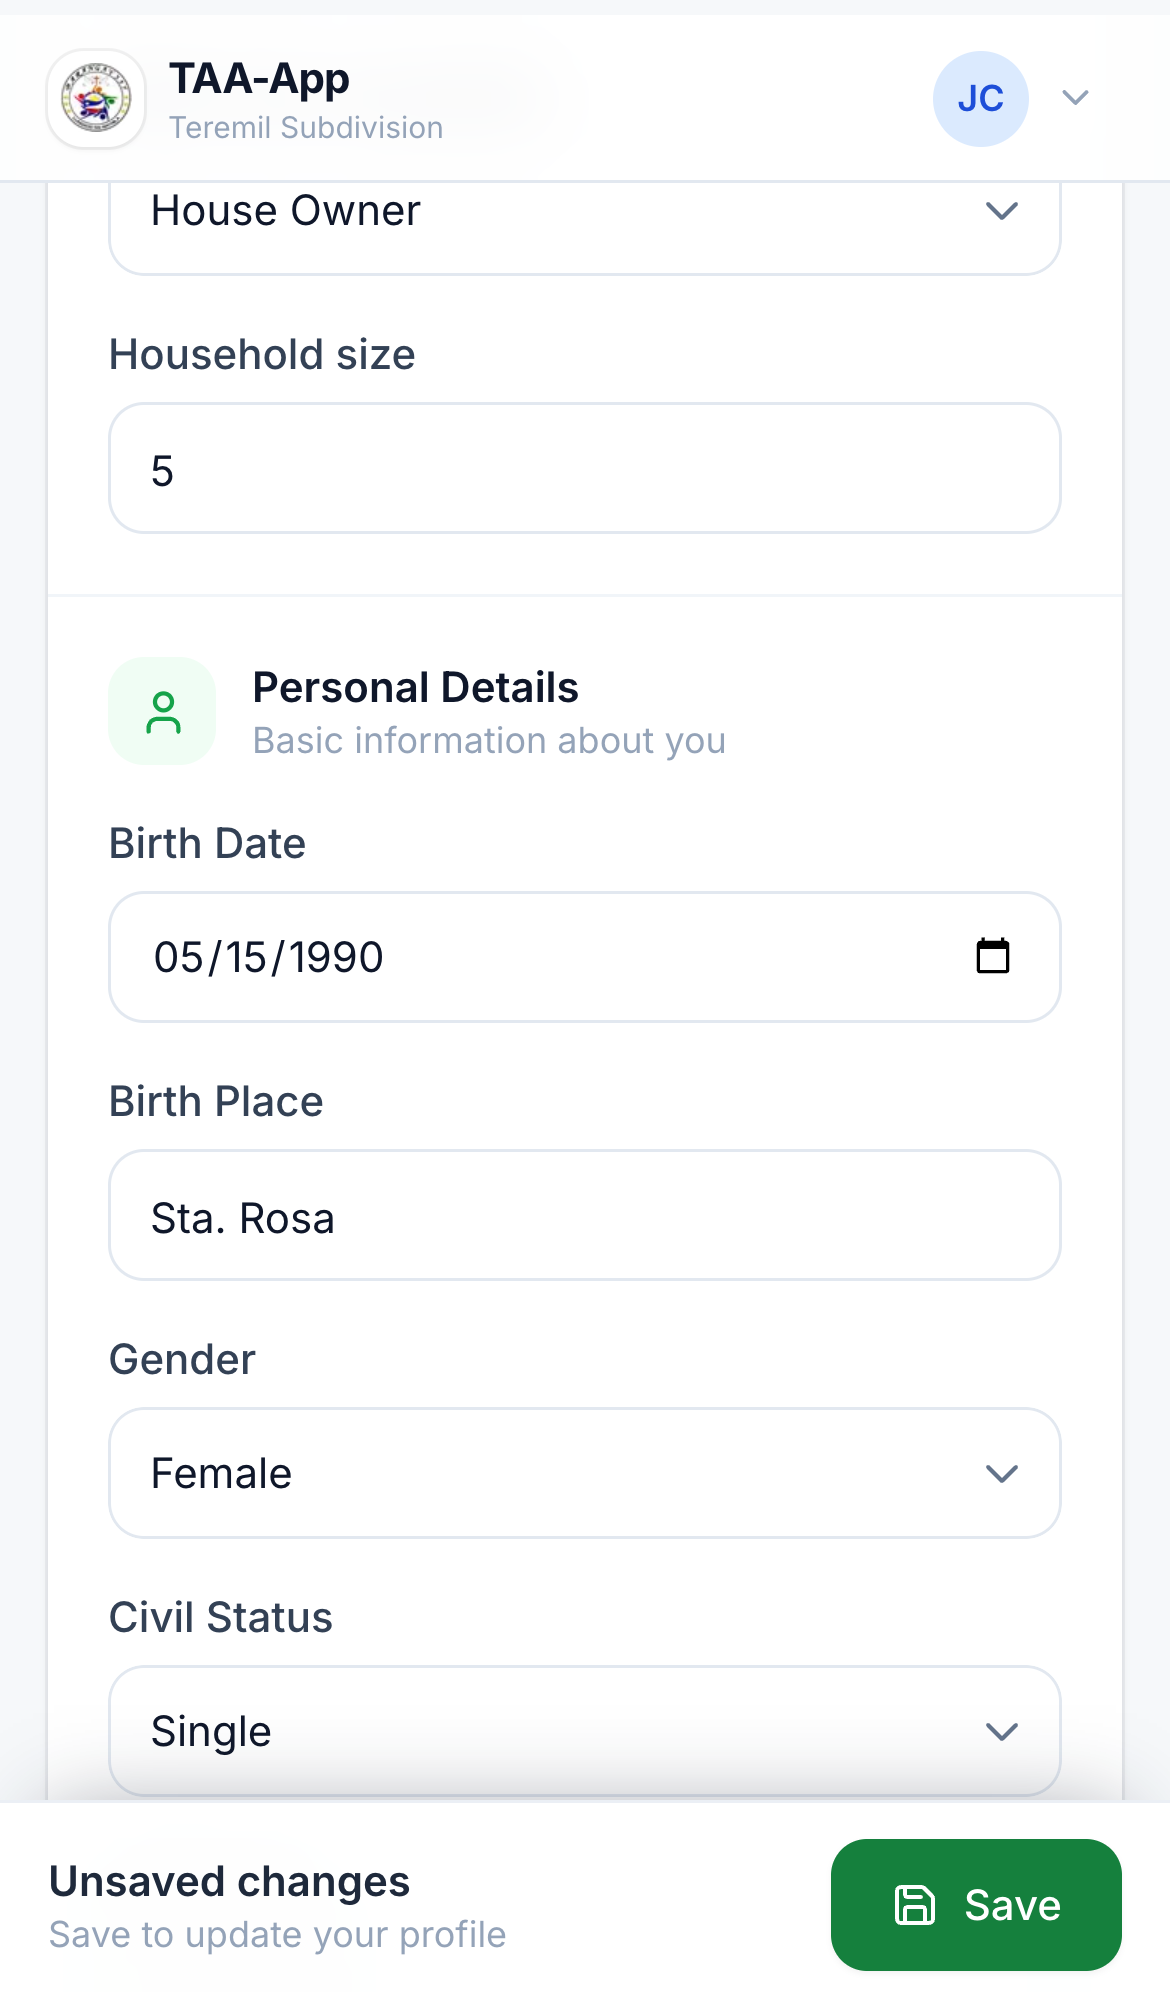 TAA-App
Teremil Subdivision
JC
House Owner
Household size
5
Personal Details
Basic information about you
Birth Date
05/15/1990
Birth Place
Sta. Rosa
Gender
Female
Civil Status
Single
Unsaved changes
Save to update your profile
Save